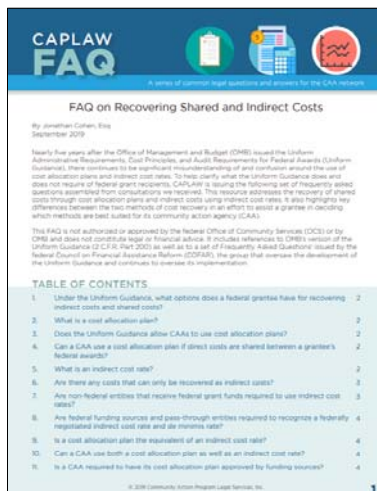 CAPLAW
FAQ
A series of common legal questions and answers for the CAA network
FAQ on Recovering Shared and Indirect Costs
By Jonathan Cohen, Esq.
September 2019
Nearly five years after the Office of Management and Budget (OMB) issued the Uniform
Administrative Requirements, Cost Principles, and Audit Requirements for Federal Awards (Uniform
Guidance), there continues to be significant misunderstanding of and confusion around the use of
cost allocation plans and indirect cost rates. To help clarify what the Uniform Guidance does and
does not require of federal grant recipients, CAPLAW is issuing the following set of frequently asked
questions assembled from consultations we received. This resource addresses the recovery of shared
costs through cost allocation plans and indirect costs using indirect cost rates. It also highlights key
differences between the two methods of cost recovery in an effort to assist a grantee in deciding
which methods are best suited for its community action agency (CAA).
This FAQ is not authorized or approved by the federal Office of Community Services (OCS) or by
OMB and does not constitute legal or financial advice. It includes references to OMB's version of the
Uniform Guidance (2 C.F.R. Part 200) as well as to a set of Frequently Asked Questions issued by the
federal Council on Financial Assistance Reform (COFAR), the group that oversaw the development of
the Uniform Guidance and continues to oversee its implementation.
TABLE OF CONTENTS
1. Under the Uniform Guidance, what options does a federal grantee have for recovering 2
indirect costs and shared costs?
2. What is a cost allocation plan? 2
3. Does the Uniform Guidance allow CAAs to use cost allocation plans? 2
4. Can a CAA use a cost allocation plan if direct costs are shared between a grantee's 2
federal awards?
5. What is an indirect cost rate? 2
6. Are there any costs that can only be recovered as indirect costs? 3
7. Are non-federal entities that receive federal grant funds required to use indirect cost 3
rates?
8. Are federal funding sources and pass-through entities required to recognize a federally 4
negotiated indirect cost rate and de minimis rate?
9. Is a cost allocation plan the equivalent of an indirect cost rate? 4
10. Can a CAA use both a cost allocation plan as well as an indirect cost rate? 4
11. Is a CAA required to have its cost allocation plan approved by funding sources? 4
© 2019 Community Action Program Legal Services, Inc.
1